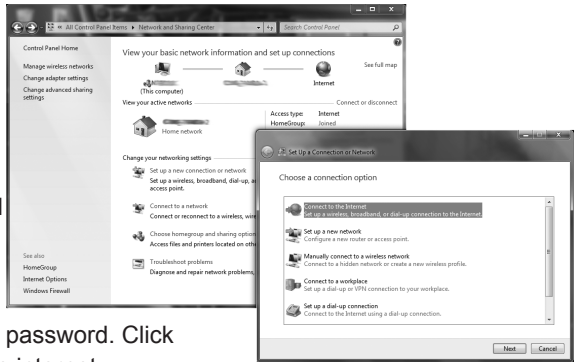 « All Control Panel Items ▸ Network and Sharing Center
Search Control Panel
Control Panel Home
Manage wireless networks
Change adapter settings
Change advanced sharing
settings
See also
HomeGroup
Internet Options
Windows Firewall
View your basic network information and set up connections
See full map
(This computer)
Internet
View your active networks
Connect or disconnect
Home network
Access type: Internet
HomeGroup: Joined
Change your networking settings
Set up a new connection or network
Set up a wireless, broadband, dial-up,
access point.
Connect to a network
Connect or reconnect to a wireless,
Choose homegroup and sharing
Access files and printers located on
Troubleshoot problems
Diagnose and repair network problems,
Set Up a Connection or Network
Choose a connection option
Connect to the Internet
Set up a wireless, broadband, or dial-up connection to the Internet.
Set up a new network
Configure a new router or access point.
Manually connect to a wireless network
Connect to a hidden network or create a new wireless profile.
Connect to a workplace
Set up a dial-up or VPN connection to your workplace.
Set up a dial-up connection
Connect to the Internet using a dial-up connection.
Next
Cancel
password. Click